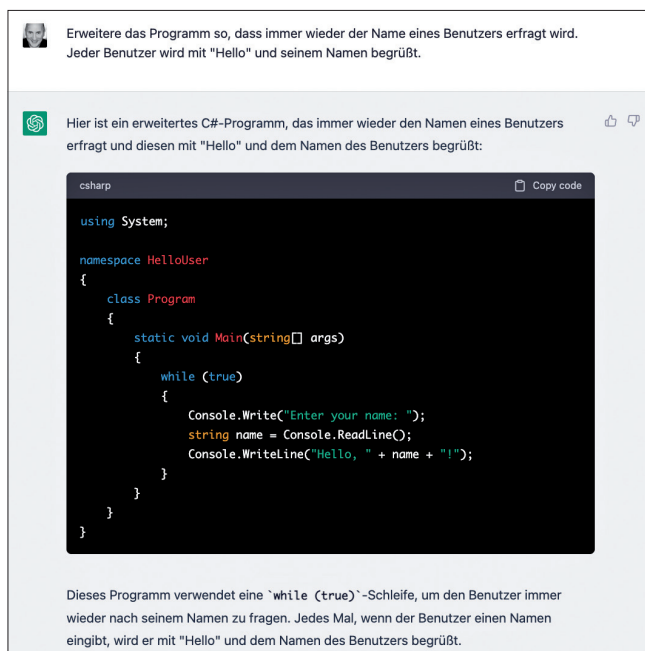 Erweitere das Programm so, dass immer wieder der Name eines Benutzers erfragt wird.
Jeder Benutzer wird mit "Hello" und seinem Namen begrüßt.
Hier ist ein erweitertes C#-Programm, das immer wieder den Namen eines Benutzers
erfragt und diesen mit "Hello" und dem Namen des Benutzers begrüßt:
csharp Copy code
using System;
namespace HelloUser
{
    class Program
    {
        static void Main(string[] args)
        {
            while (true)
            {
                Console.Write("Enter your name: ");
                string name = Console.ReadLine();
                Console.WriteLine("Hello, " + name + "!");
            }
        }
    }
}
Dieses Programm verwendet eine `while (true)`-Schleife, um den Benutzer immer
wieder nach seinem Namen zu fragen. Jedes Mal, wenn der Benutzer einen Namen
eingibt, wird er mit "Hello" und dem Namen des Benutzers begrüßt.